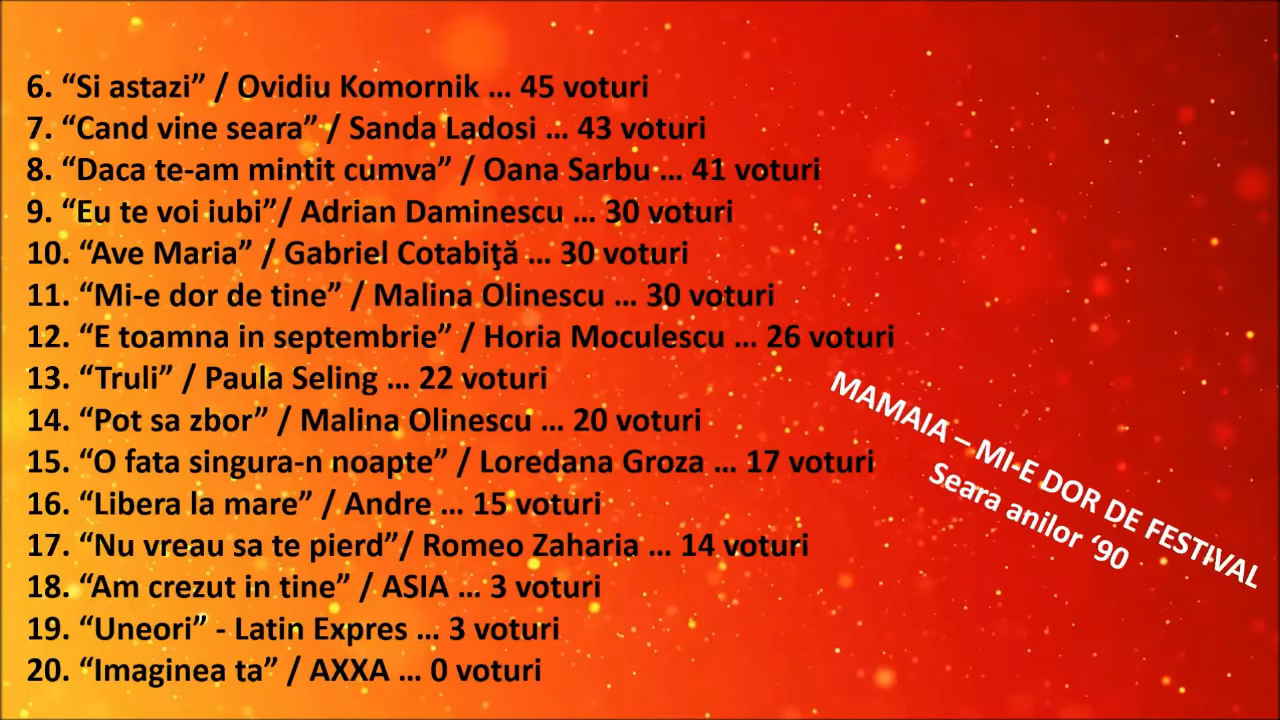 6. “Si astazi” / Ovidiu Komornik ... 45 voturi
7. “Cand vine seara” / Sanda Ladosi ... 43 voturi
8. “Daca te-am mintit cumva” / Oana Sarbu ... 41 voturi
9. “Eu te voi iubi”/ Adrian Daminescu ... 30 voturi
10. “Ave Maria” / Gabriel Cotabiţă ... 30 voturi
11. “Mi-e dor de tine” / Malina Olinescu ... 30 voturi
12. “E toamna in septembrie” / Horia Moculescu ... 26 voturi
13. “Truli” / Paula Seling ... 22 voturi
14. “Pot sa zbor” / Malina Olinescu ... 20 voturi
15. “O fata singura-n noapte” / Loredana Groza ... 17 voturi
16. “Libera la mare” / Andre ... 15 voturi
17. “Nu vreau sa te pierd”/ Romeo Zaharia ... 14 voturi
18. “Am crezut in tine” / ASIA ... 3 voturi
19. “Uneori” - Latin Expres ... 3 voturi
20. “Imaginea ta” / AXXA ... 0 voturi
MAMAIA – MI-E DOR DE FESTIVAL
Seara anilor ‘90